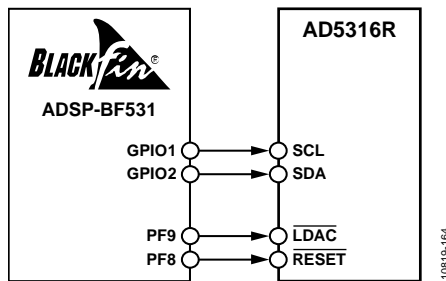 BLACKfin®
ADSP-BF531
AD5316R
GPIO1
SCL
GPIO2
SDA
PF9
LDAC
PF8
RESET
10819-164